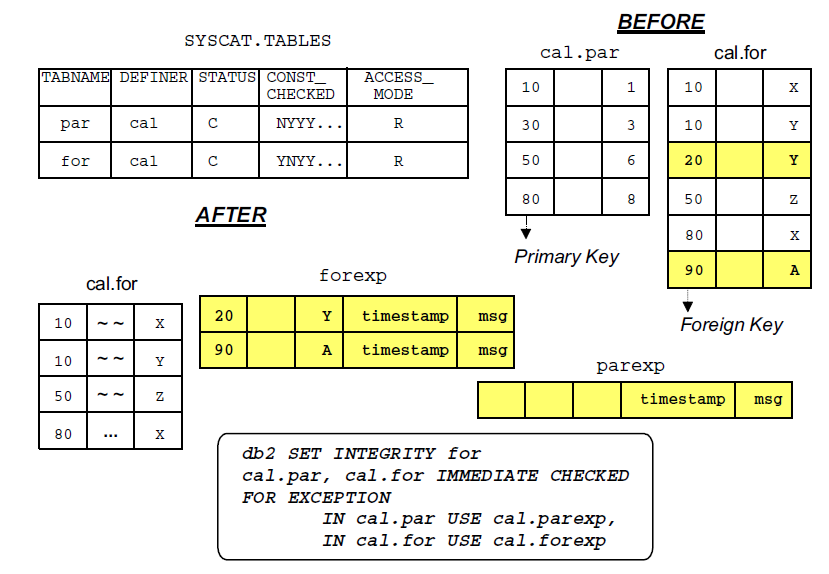 BEFORE
SYSCAT.TABLES
cal.par
cal.for
TABNAME DEFINER STATUS CONST_ ACCESS_
CHECKED MODE
par cal C NYYY... R
for cal C YNYY... R
10 1
30 3
50 6
80 8
Primary Key
10 X
10 Y
20 Y
50 Z
80 X
90 A
Foreign Key
AFTER
cal.for
10 ~ ~ X
10 ~ ~ Y
50 ~ ~ Z
80 ... X
forexp
20 Y timestamp msg
90 A timestamp msg
parexp
timestamp msg
db2 SET INTEGRITY for
cal.par, cal.for IMMEDIATE CHECKED
FOR EXCEPTION
IN cal.par USE cal.parexp,
IN cal.for USE cal.forexp